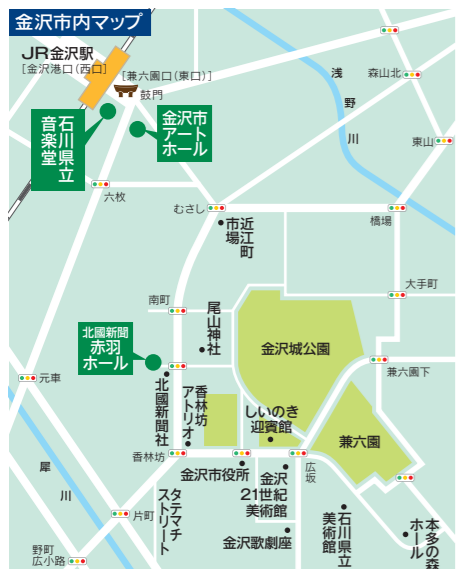 金沢市内マップ
JR金沢駅
[金沢港口(西口)]
[兼六園口(東口)]
鼓門
石川県立
音楽堂
金沢市
アート
ホール
浅野川
森山北
東山
六枚
むさし
近江町
市場
橋場
大手町
南町
尾山神社
金沢城公園
北國新聞
赤羽
ホール
兼六園下
元車
北國新聞社
香林坊
アトリオ
しいのき
迎賓館
兼六園
香林坊
金沢市役所
金沢
21世紀
美術館
広坂
犀川
片町
タテマチ
ストリート
金沢歌劇座
石川県立
美術館
本多の森
ホール
野町
広小路